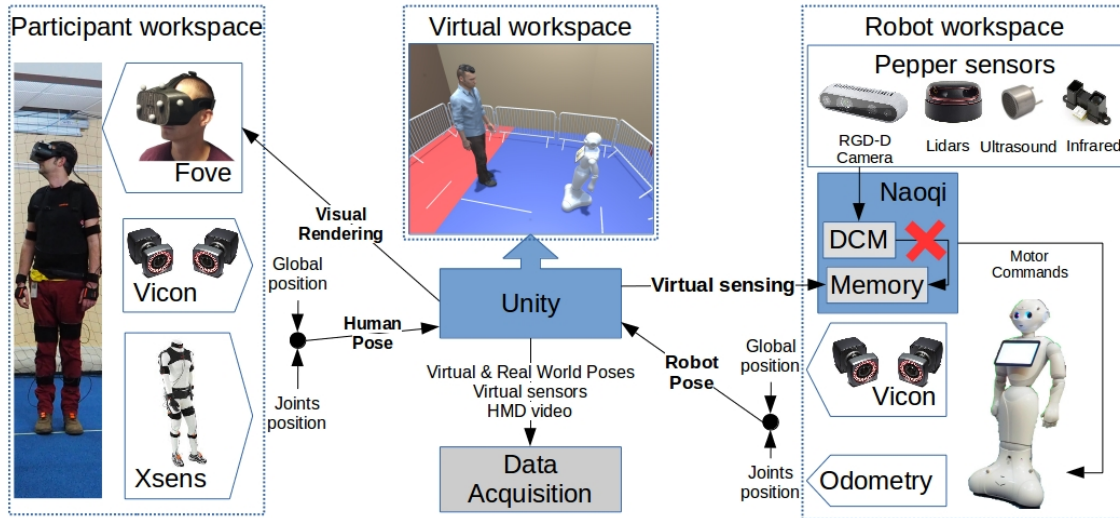 Participant workspace
Fove
Vicon
Xsens
Global
position
Joints
position
Visual
Rendering
Human
Pose
Virtual workspace
Unity
Virtual & Real World Poses
Virtual sensors
HMD video
Data
Acquisition
Virtual sensing
Robot
Pose
Global
position
Joints
position
Robot workspace
Pepper sensors
RGD-D
Camera
Lidars
Ultrasound
Infrared
Naoqi
DCM
Memory
Motor
Commands
Vicon
Odometry